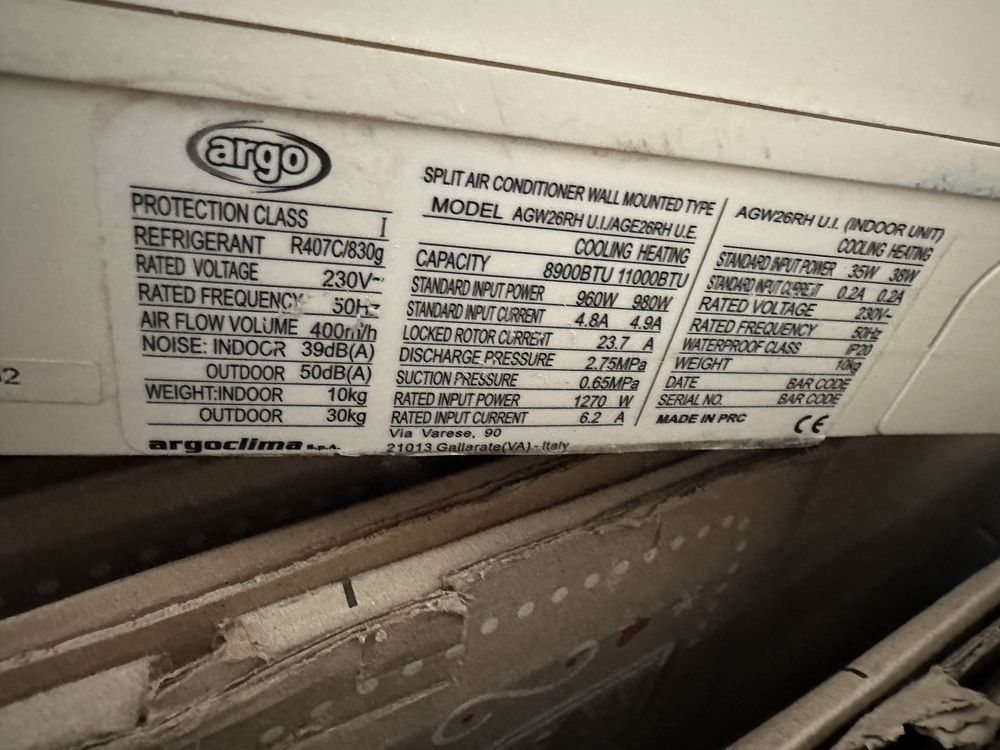 argo
PROTECTION CLASS I
REFRIGERANT R407C/830g
RATED VOLTAGE 230V~
RATED FREQUENCY 50Hz
AIR FLOW VOLUME 400m³/h
NOISE: INDOOR 39dB(A)
OUTDOOR 50dB(A)
WEIGHT:INDOOR 10kg
OUTDOOR 30kg
argoclima S.P.A.
SPLIT AIR CONDITIONER WALL MOUNTED TYPE
MODEL AGW26RH U.I./AGE26RH U.E.
COOLING HEATING
CAPACITY 8900BTU 11000BTU
STANDARD INPUT POWER 960W 980W
STANDARD INPUT CURRENT 4.8A 4.9A
LOCKED ROTOR CURRENT 23.7 A
DISCHARGE PRESSURE 2.75MPa
SUCTION PRESSURE 0.65MPa
RATED INPUT POWER 1270 W
RATED INPUT CURRENT 6.2 A
Via Varese, 90
21013 Gallarate(VA) - Italy
AGW26RH U.I. (INDOOR UNIT)
COOLING HEATING
STANDARD INPUT POWER 35W 38W
STANDARD INPUT CURRENT 0.2A 0.2A
RATED VOLTAGE 230V~
RATED FREQUENCY 50Hz
WATERPROOF CLASS IP20
WEIGHT 10kg
DATE BAR CODE
SERIAL NO. BAR CODE
MADE IN PRC CE